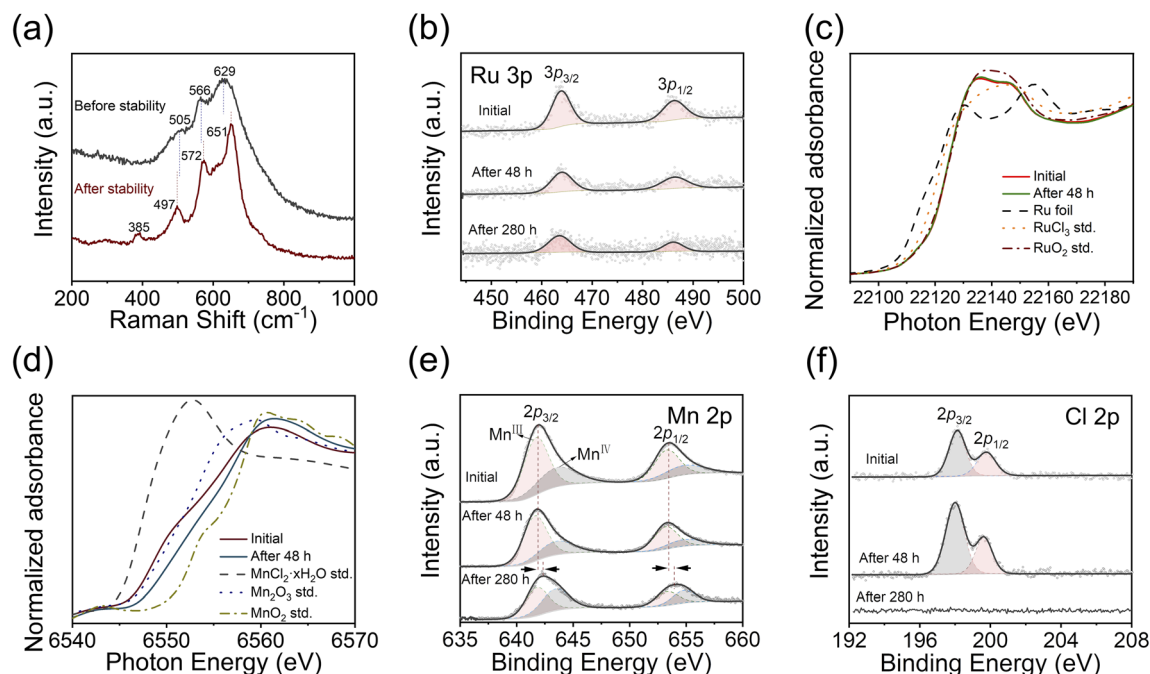 (a)
Intensity (a.u.)
Before stability
505
566
629
After stability
385
497
572
651
200 400 600 800 1000
Raman Shift (cm⁻¹)
(b)
Intensity (a.u.)
Ru 3p
3p₃/₂
3p₁/₂
Initial
After 48 h
After 280 h
450 460 470 480 490 500
Binding Energy (eV)
(c)
Normalized adsorbance
Initial
After 48 h
Ru foil
RuCl₃ std.
RuO₂ std.
22100 22120 22140 22160 22180
Photon Energy (eV)
(d)
Normalized adsorbance
Initial
After 48 h
MnCl₂·xH₂O std.
Mn₂O₃ std.
MnO₂ std.
6540 6550 6560 6570
Photon Energy (eV)
(e)
Intensity (a.u.)
Mn 2p
2p₃/₂
2p₁/₂
Mnᴵᴵᴵ
Mnᴵⱽ
Initial
After 48 h
After 280 h
635 640 645 650 655 660
Binding Energy (eV)
(f)
Intensity (a.u.)
Cl 2p
2p₃/₂
2p₁/₂
Initial
After 48 h
After 280 h
192 196 200 204 208
Binding Energy (eV)